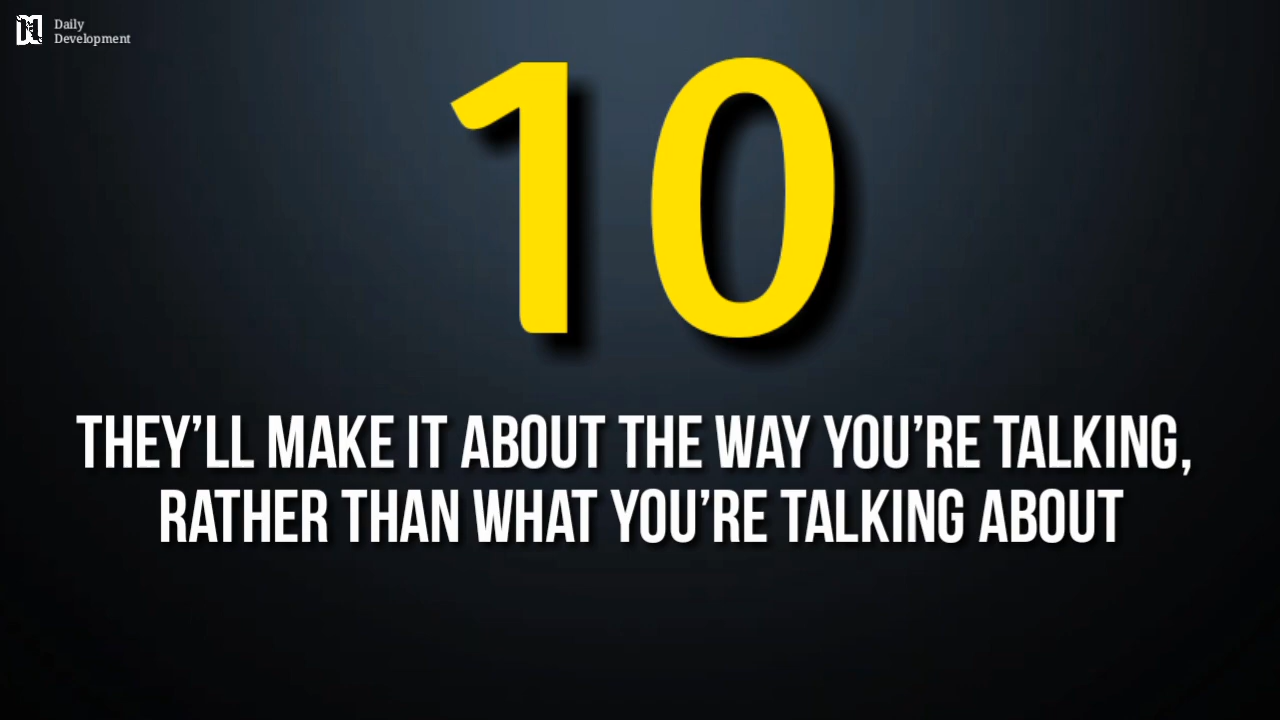 Daily
Development
10
THEY’LL MAKE IT ABOUT THE WAY YOU’RE TALKING,
RATHER THAN WHAT YOU’RE TALKING ABOUT